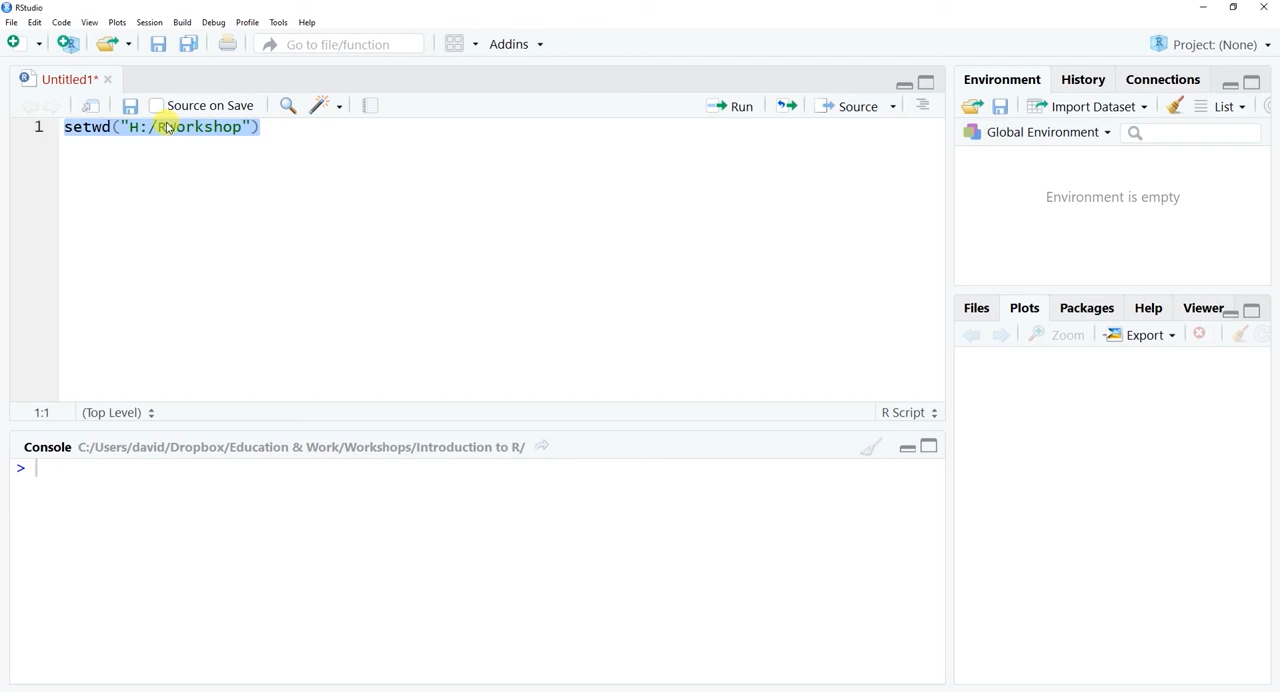 RStudio
File Edit Code View Plots Session Build Debug Profile Tools Help
Go to file/function Addins Project: (None)
Untitled1* Environment History Connections
Source on Save Run Source Import Dataset List
1 setwd("H:/RWorkshop") Global Environment
Environment is empty
Files Plots Packages Help Viewer
Zoom Export
1:1 (Top Level) R Script
Console C:/Users/david/Dropbox/Education & Work/Workshops/Introduction to R/
>